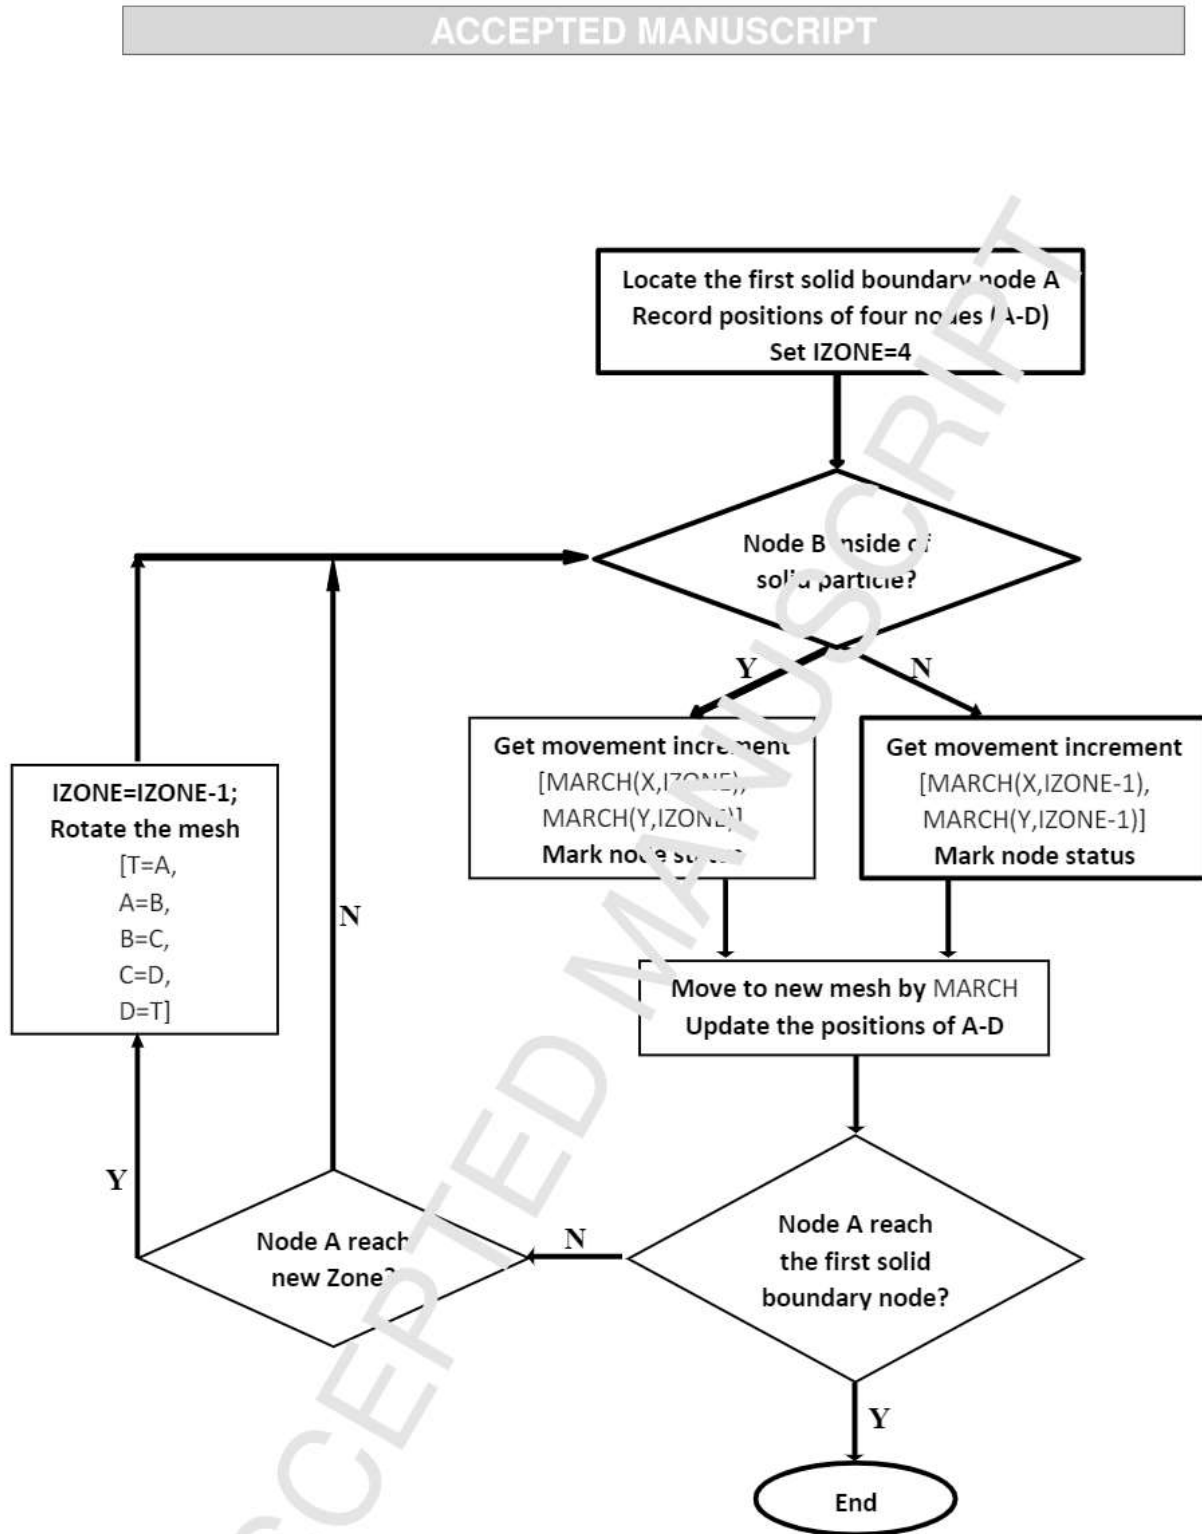 ACCEPTED MANUSCRIPT
Locate the first solid boundary node A
Record positions of four nodes (A-D)
Set IZONE=4
Node B inside of
solid particle?
Y
N
Get movement increment
[MARCH(X,IZONE),
MARCH(Y,IZONE)]
Mark node status
Get movement increment
[MARCH(X,IZONE-1),
MARCH(Y,IZONE-1)]
Mark node status
IZONE=IZONE-1;
Rotate the mesh
[T=A,
A=B,
B=C,
C=D,
D=T]
N
Move to new mesh by MARCH
Update the positions of A-D
Y
Node A reach
new Zone?
N
Node A reach
the first solid
boundary node?
Y
End
SCEPTED MANUSCRIPT